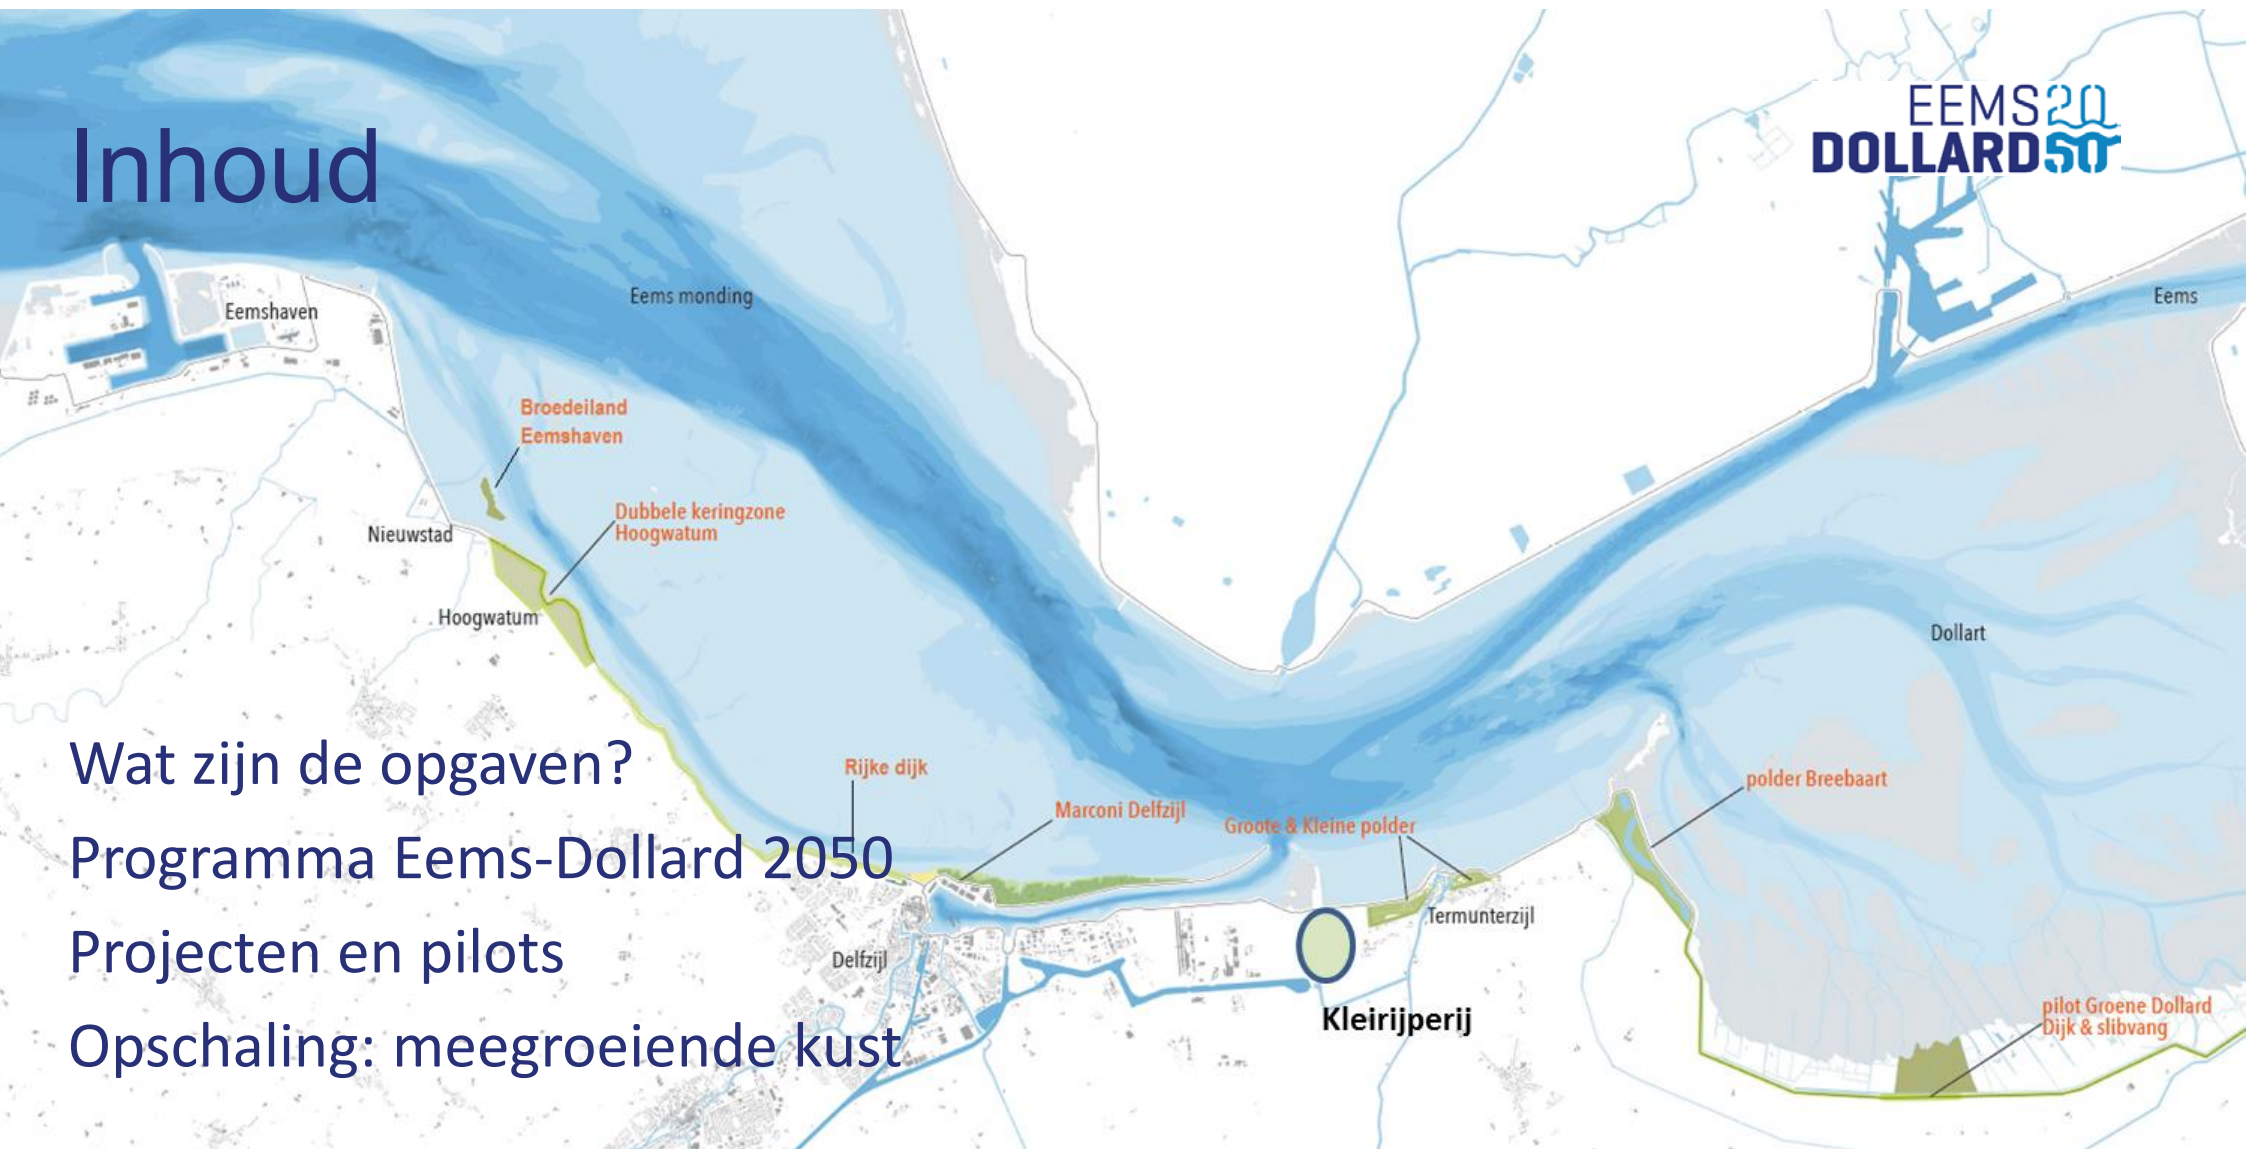 Inhoud
EEMS20
DOLLARD50
Eemshaven
Eems monding
Eems
Broedeiland
Eemshaven
Dubbele keringzone
Hoogwatum
Nieuwstad
Hoogwatum
Dollart
Wat zijn de opgaven?
Programma Eems-Dollard 2050
Projecten en pilots
Opschaling: meegroeiende kust
Rijke dijk
Marconi Delfzijl
Groote & Kleine polder
polder Breebaart
Termunterzijl
Delfzijl
Kleirijperij
pilot Groene Dollard
Dijk & slibvang